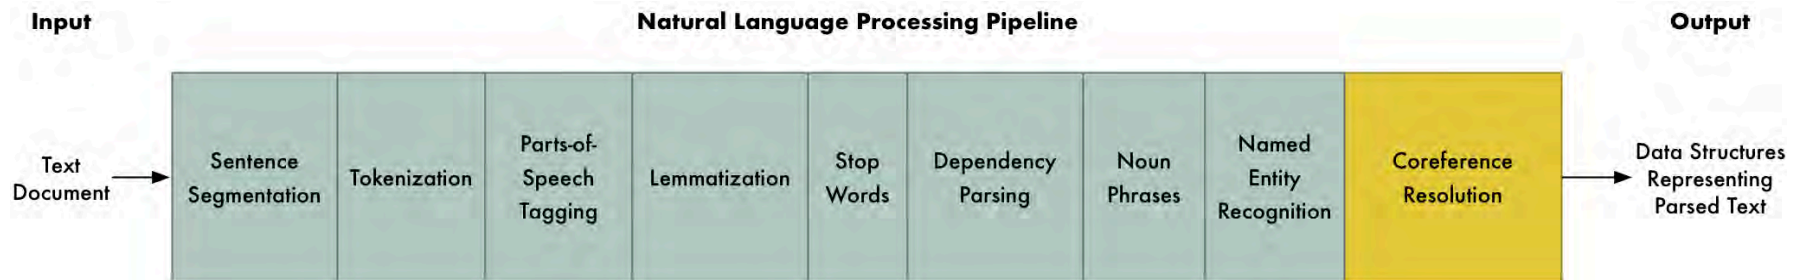 Input
Natural Language Processing Pipeline
Output
Text
Document
Sentence
Segmentation
Tokenization
Parts-of-
Speech
Tagging
Lemmatization
Stop
Words
Dependency
Parsing
Noun
Phrases
Named
Entity
Recognition
Coreference
Resolution
Data Structures
Representing
Parsed Text